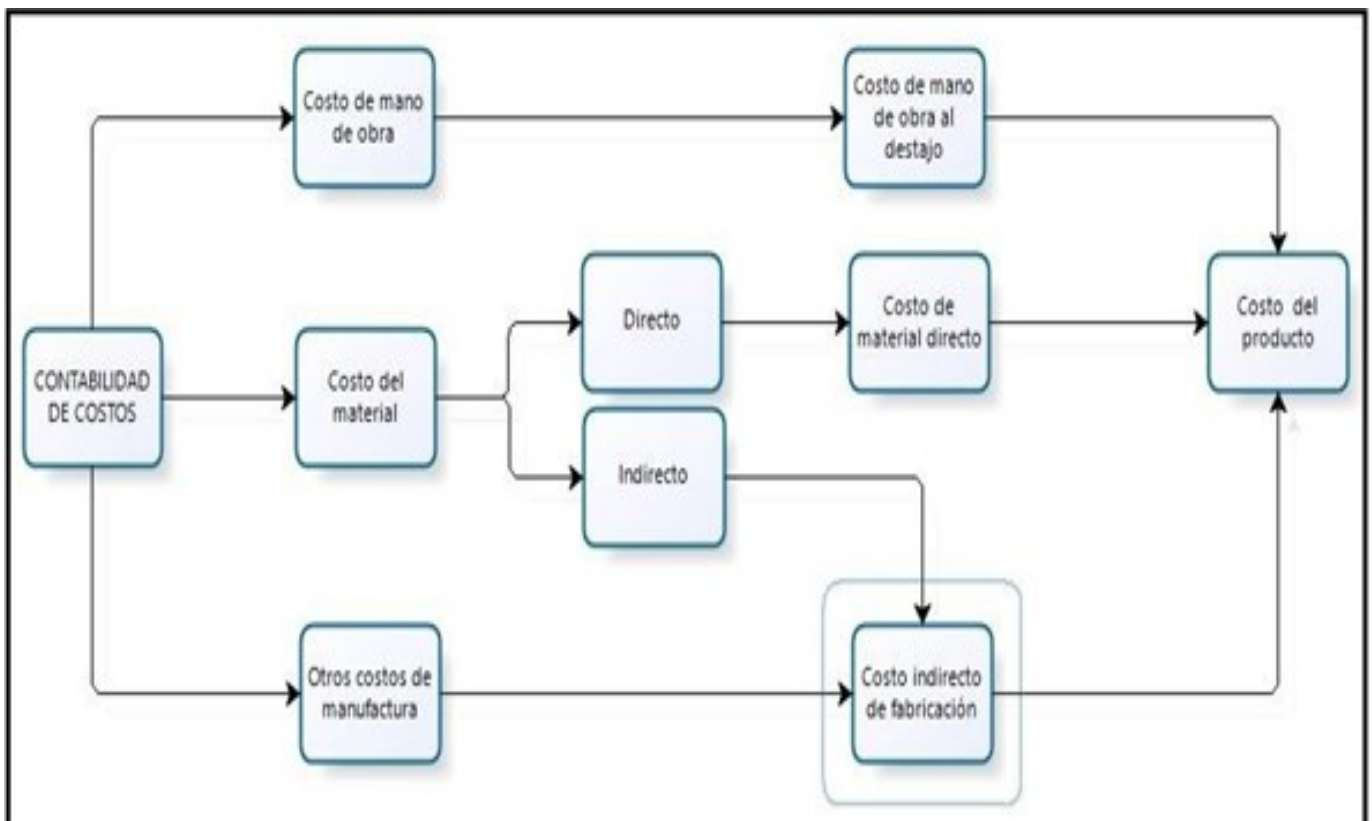 Costo de mano
de obra
Costo de mano
de obra al
destajo
Directo
Costo de
material directo
Costo del
producto
CONTABILIDAD
DE COSTOS
Costo del
material
Indirecto
Otros costos de
manufactura
Costo indirecto
de fabricación